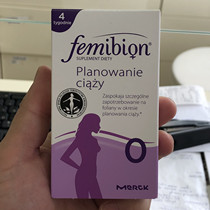 4
tygodnie
femibion®
SUPLEMENT DIETY
Planowanie
ciąży
Zaspokaja szczególne
zapotrzebowanie na
foliany w okresie
planowania ciąży*
0
MERCK